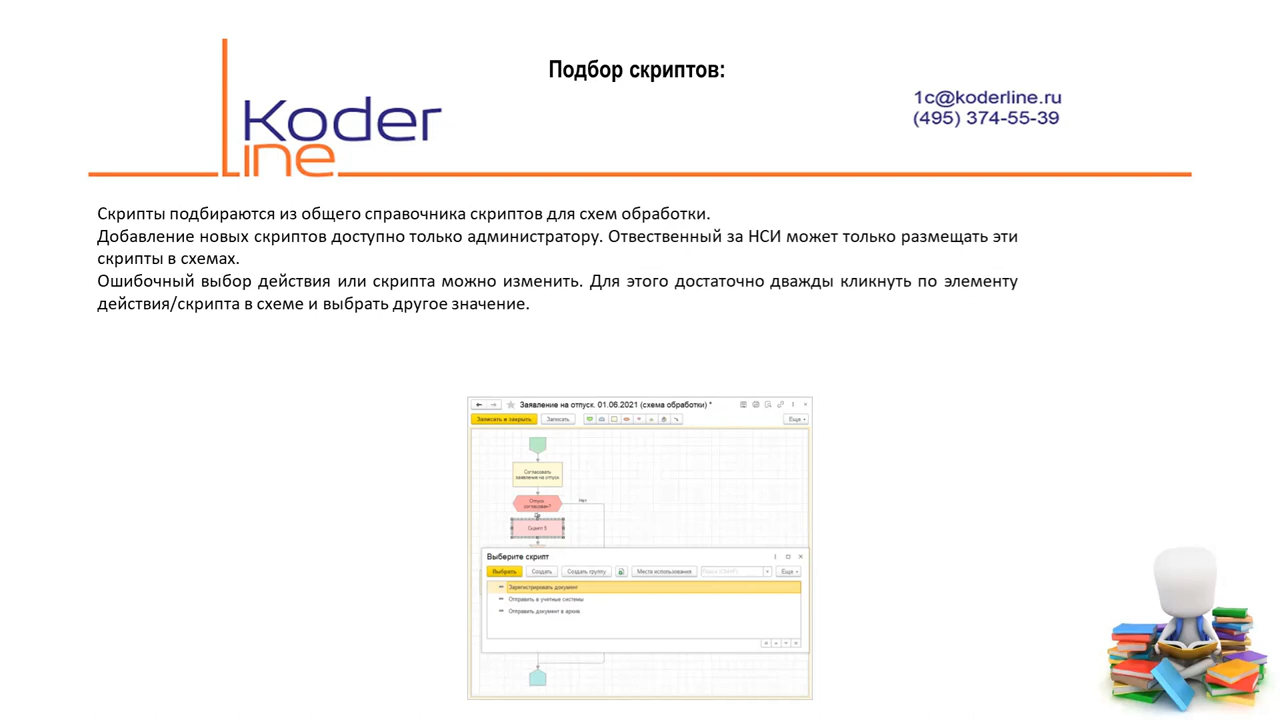 Подбор скриптов:
Koder
Line
1c@koderline.ru
(495) 374-55-39
Скрипты подбираются из общего справочника скриптов для схем обработки.
Добавление новых скриптов доступно только администратору. Отвественный за НСИ может только размещать эти
скрипты в схемах.
Ошибочный выбор действия или скрипта можно изменить. Для этого достаточно дважды кликнуть по элементу
действия/скрипта в схеме и выбрать другое значение.
Заявление на отпуск. 01.06.2021 (схема обработки) *
Записать и закрыть Записать Еще
Согласовать
заявление на отпуск
Отпуск
согласован?
Нет
Да
Скрипт 5
Выберите скрипт
Выбрать Создать Создать группу Места использования Поиск (Ctrl+F) Еще
Зарегистрировать документ
Отправить в учетные системы
Отправить документ в архив